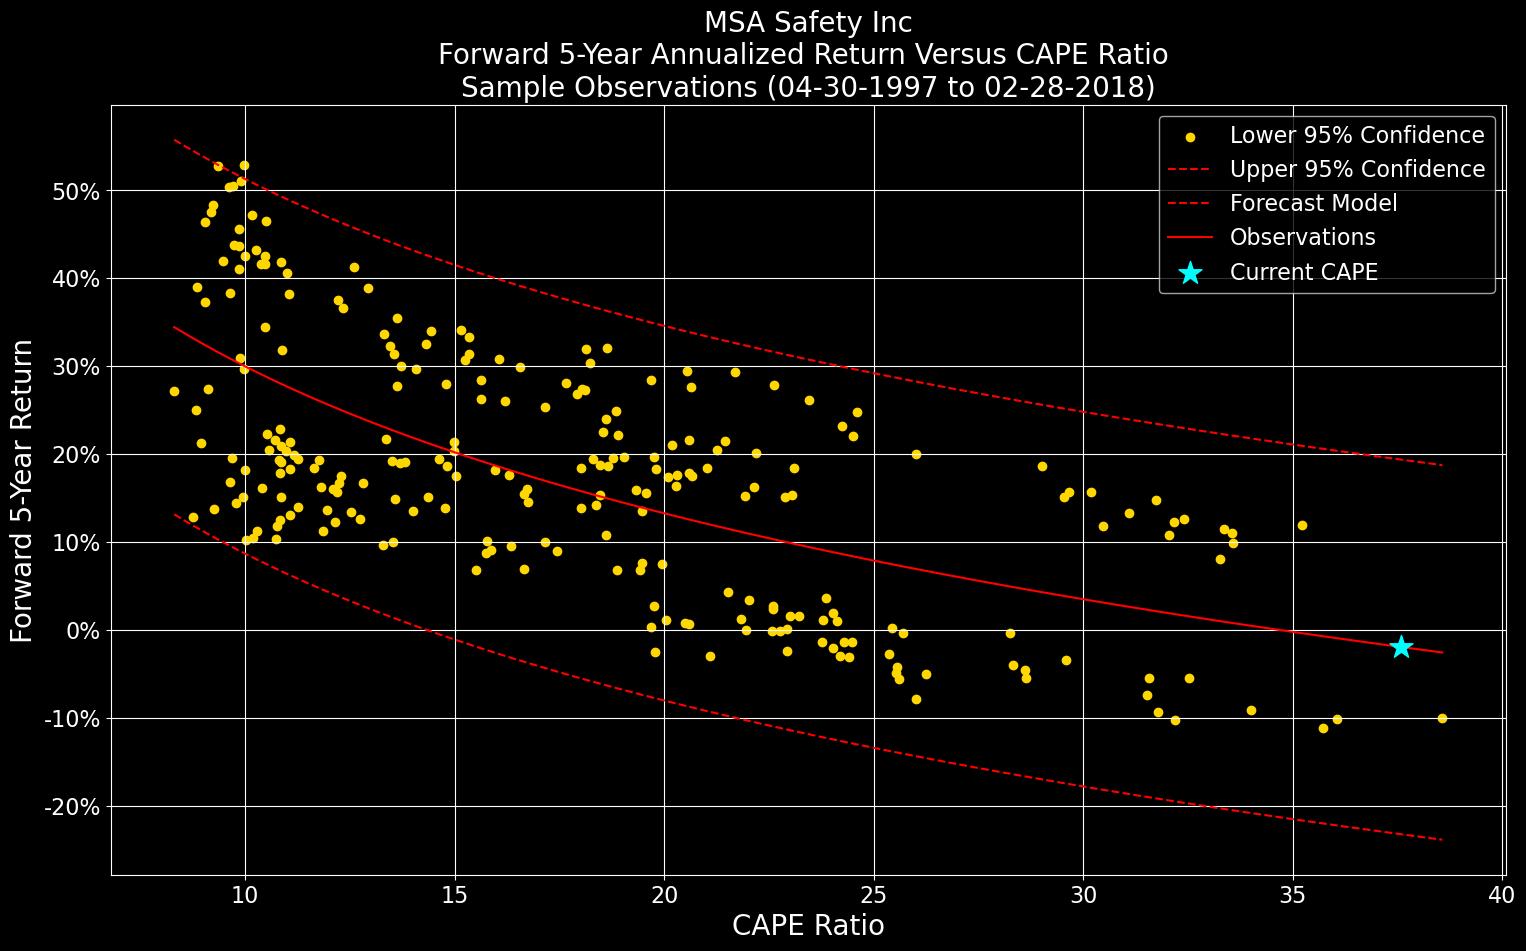 MSA Safety Inc
Forward 5-Year Annualized Return Versus CAPE Ratio
Sample Observations (04-30-1997 to 02-28-2018)
Lower 95% Confidence
Upper 95% Confidence
Forecast Model
Observations
Current CAPE
Forward 5-Year Return
50%
40%
30%
20%
10%
0%
-10%
-20%
10 15 20 25 30 35 40
CAPE Ratio